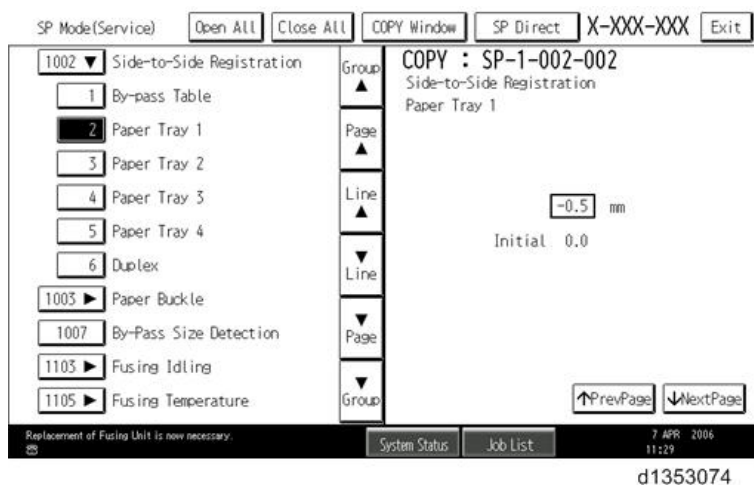 SP Mode(Service) Open All Close All COPY Window SP Direct X-XXX-XXX Exit
1002 ▼ Side-to-Side Registration
1 By-pass Table
2 Paper Tray 1
3 Paper Tray 2
4 Paper Tray 3
5 Paper Tray 4
6 Duplex
1003 ► Paper Buckle
1007 By-Pass Size Detection
1103 ► Fusing Idling
1105 ► Fusing Temperature
Group
▲
Page
▲
Line
▲
▼
Line
▼
Page
▼
Group
COPY : SP-1-002-002
Side-to-Side Registration
Paper Tray 1
-0.5 mm
Initial 0.0
↑PrevPage ↓NextPage
Replacement of Fusing Unit is now necessary.
System Status Job List
7 APR 2006
11:29
d1353074